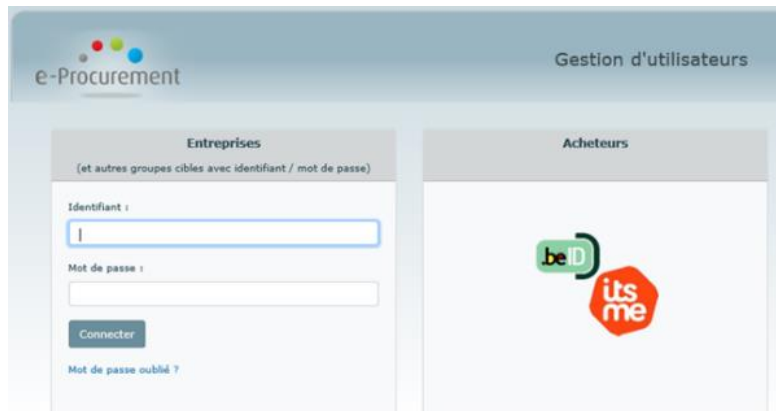 e-Procurement
Gestion d'utilisateurs
Entreprises
(et autres groupes cibles avec identifiant / mot de passe)
Identifiant :
Mot de passe :
Connecter
Mot de passe oublié ?
Acheteurs
.beID
itsme